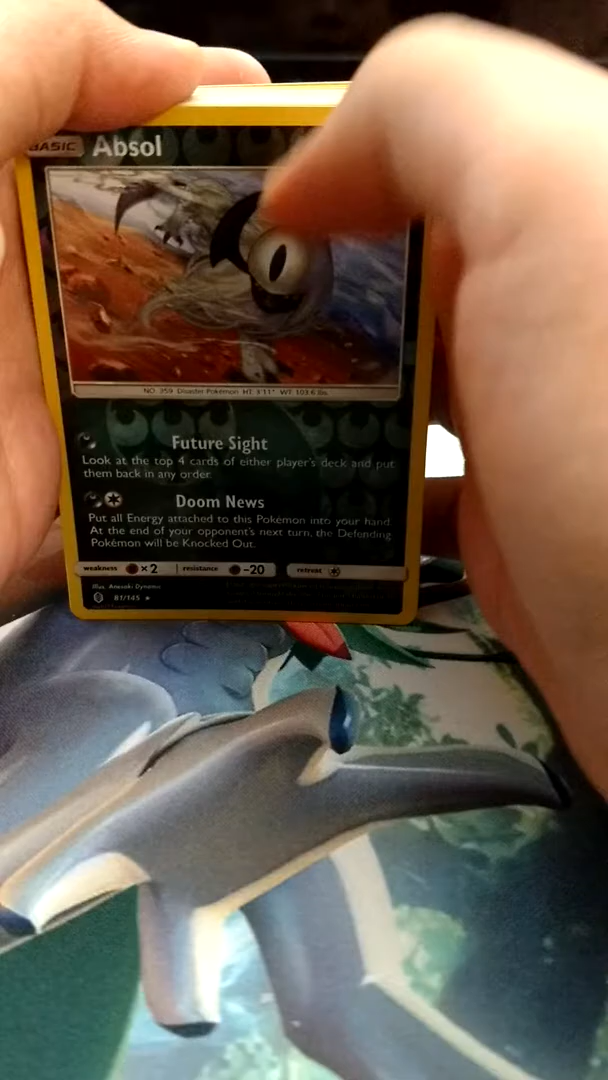 BASIC Absol
NO. 359 Disaster Pokémon HT: 3'11" WT: 103.6 lbs.
Future Sight
Look at the top 4 cards of either player's deck and put
them back in any order.
Doom News
Put all Energy attached to this Pokémon into your hand.
At the end of your opponent's next turn, the Defending
Pokémon will be Knocked Out.
weakness ×2 resistance -20 retreat
Illus. Anesaki Dynamic
81/145